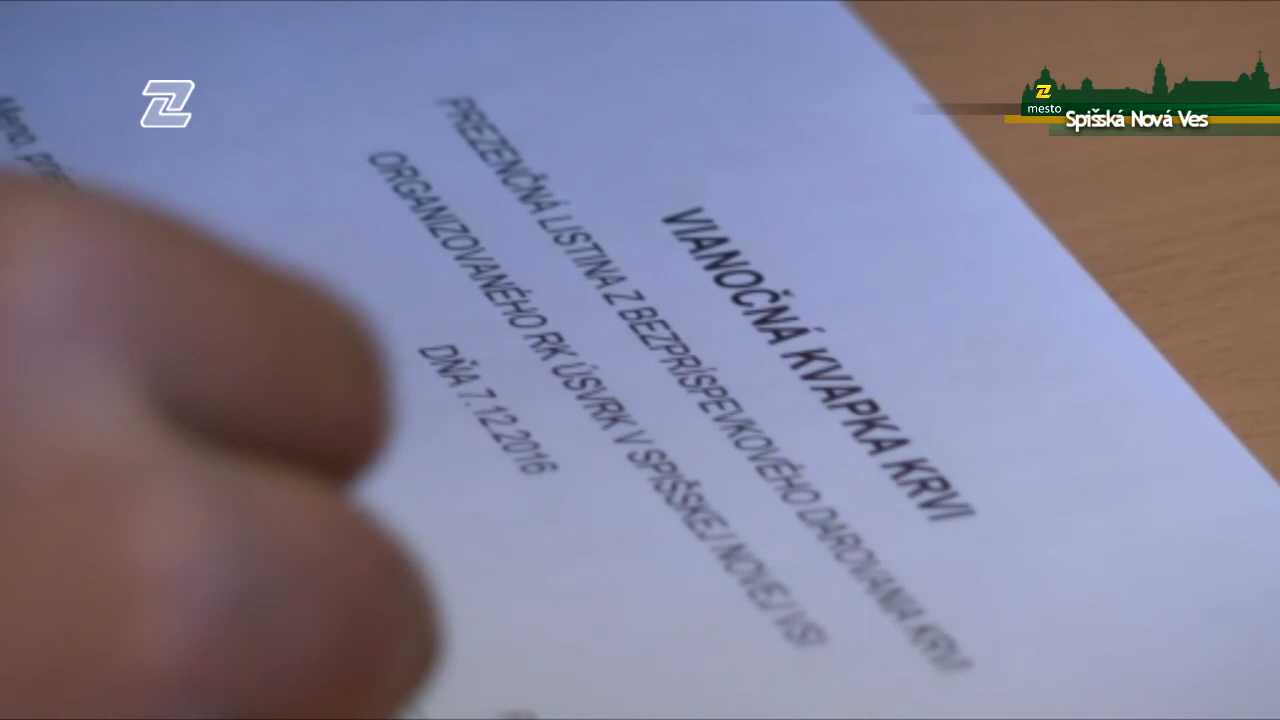 mesto
Spišská Nová Ves
VIANOČNÁ KVAPKA KRVI
PREZENČNÁ LISTINA Z BEZPRÍSPEVKOVÉHO DAROVANIA KRVI
ORGANIZOVANÉHO RK ÚSVRK V SPIŠSKEJ NOVEJ VSI
DŇA 7.12.2016
Meno,